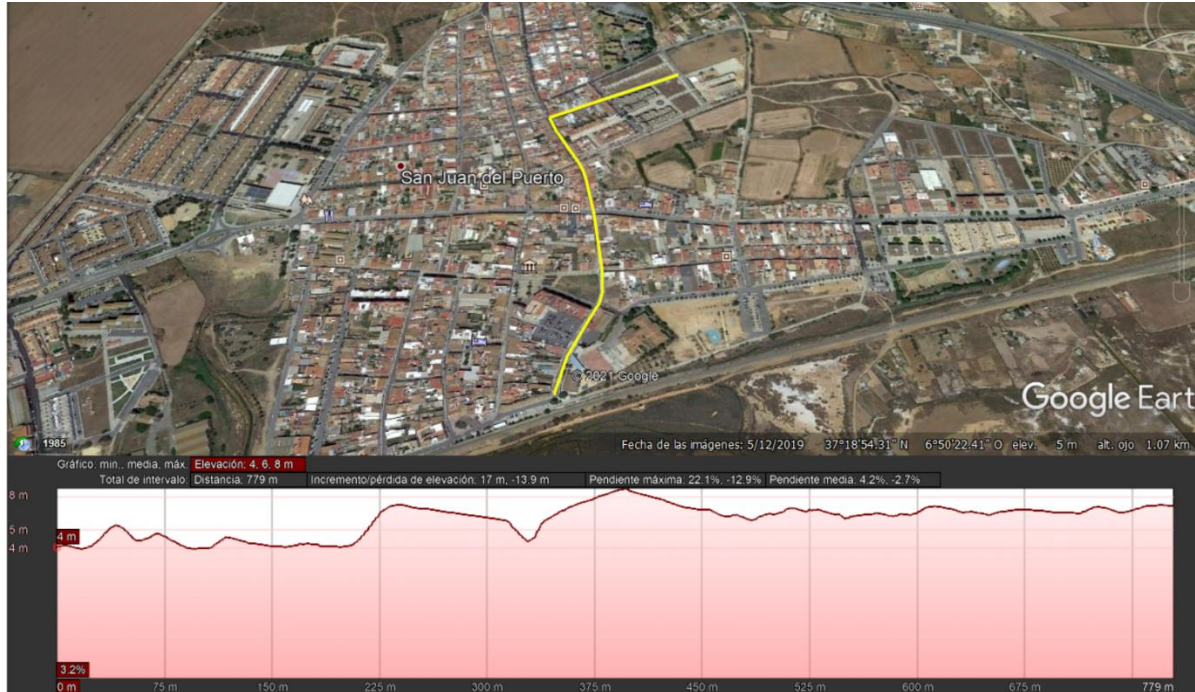 San Juan del Puerto
© 2021 Google
Google Eart
1985
Fecha de las imágenes: 5/12/2019 37°18'54.31" N 6°50'22.41" O elev. 5 m alt. ojo 1.07 km
Gráfico: min., media, máx. Elevación: 4, 6, 8 m
Total de intervalo: Distancia: 779 m Incremento/pérdida de elevación: 17 m, -13.9 m Pendiente máxima: 22.1%, -12.9% Pendiente media: 4.2%, -2.7%
8 m
5 m
4 m
4 m
3.2%
0 m 75 m 150 m 225 m 300 m 375 m 450 m 525 m 600 m 675 m 779 m